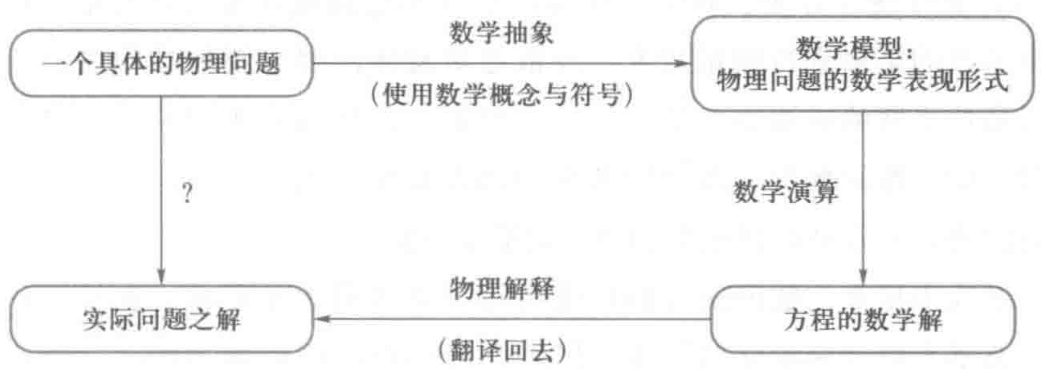 一个具体的物理问题
数学抽象
(使用数学概念与符号)
数学模型：
物理问题的数学表现形式
?
数学演算
实际问题之解
物理解释
(翻译回去)
方程的数学解